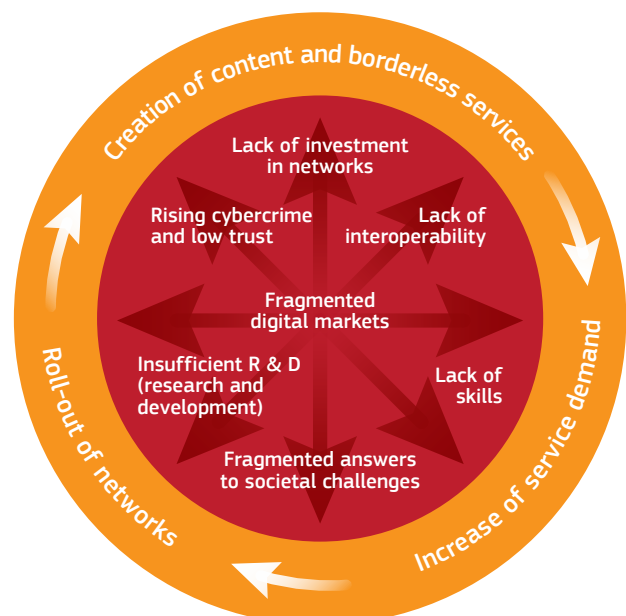 Creation of content and borderless services
Lack of investment
in networks
Rising cybercrime
and low trust
Lack of
interoperability
Fragmented
digital markets
Insufficient R & D
(research and
development)
Lack of
skills
Fragmented answers
to societal challenges
Increase of service demand
Roll-out of networks